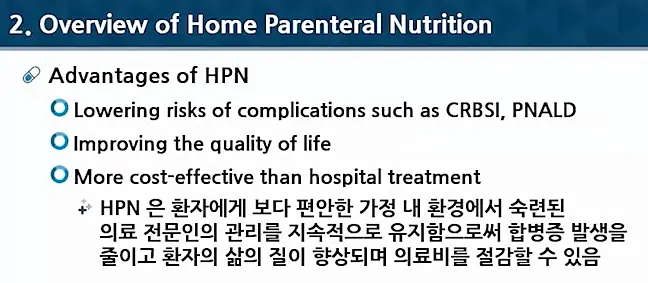 2. Overview of Home Parenteral Nutrition
Advantages of HPN
Lowering risks of complications such as CRBSI, PNALD
Improving the quality of life
More cost-effective than hospital treatment
HPN 은 환자에게 보다 편안한 가정 내 환경에서 숙련된
의료 전문인의 관리를 지속적으로 유지함으로써 합병증 발생을
줄이고 환자의 삶의 질이 향상되며 의료비를 절감할 수 있음